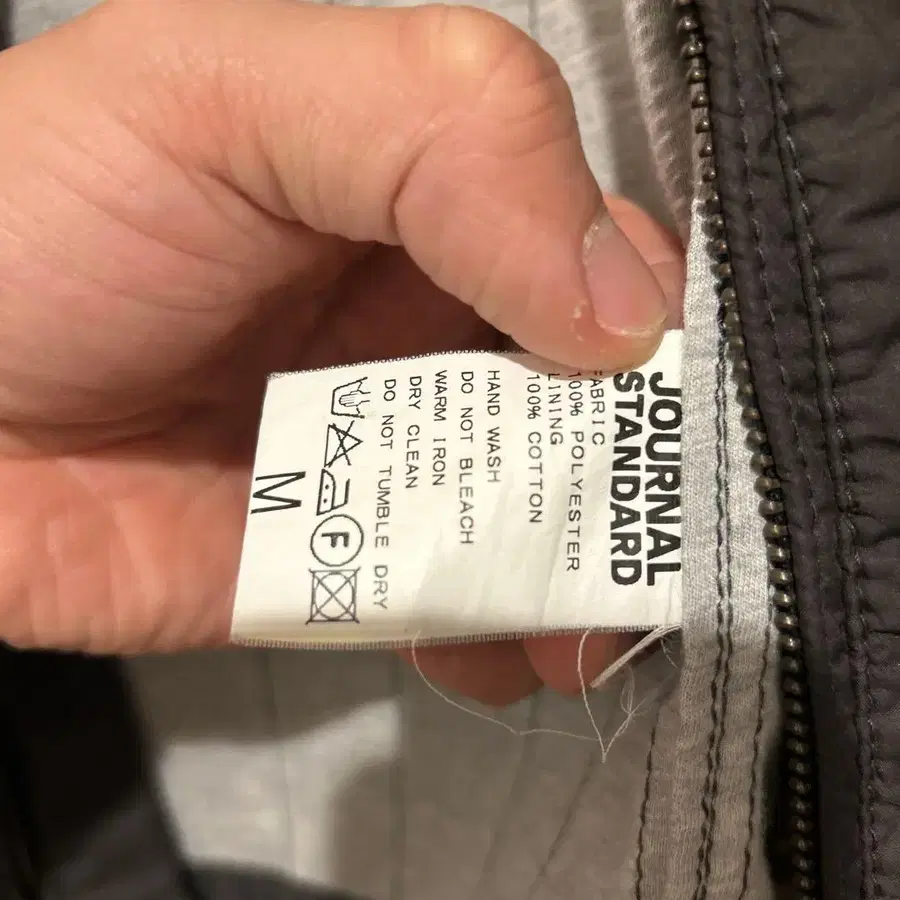 JOURNAL
STANDARD
FABRIC
100% POLYESTER
LINING
100% COTTON
HAND WASH
DO NOT BLEACH
WARM IRON
DRY CLEAN
DO NOT TUMBLE DRY
F
M